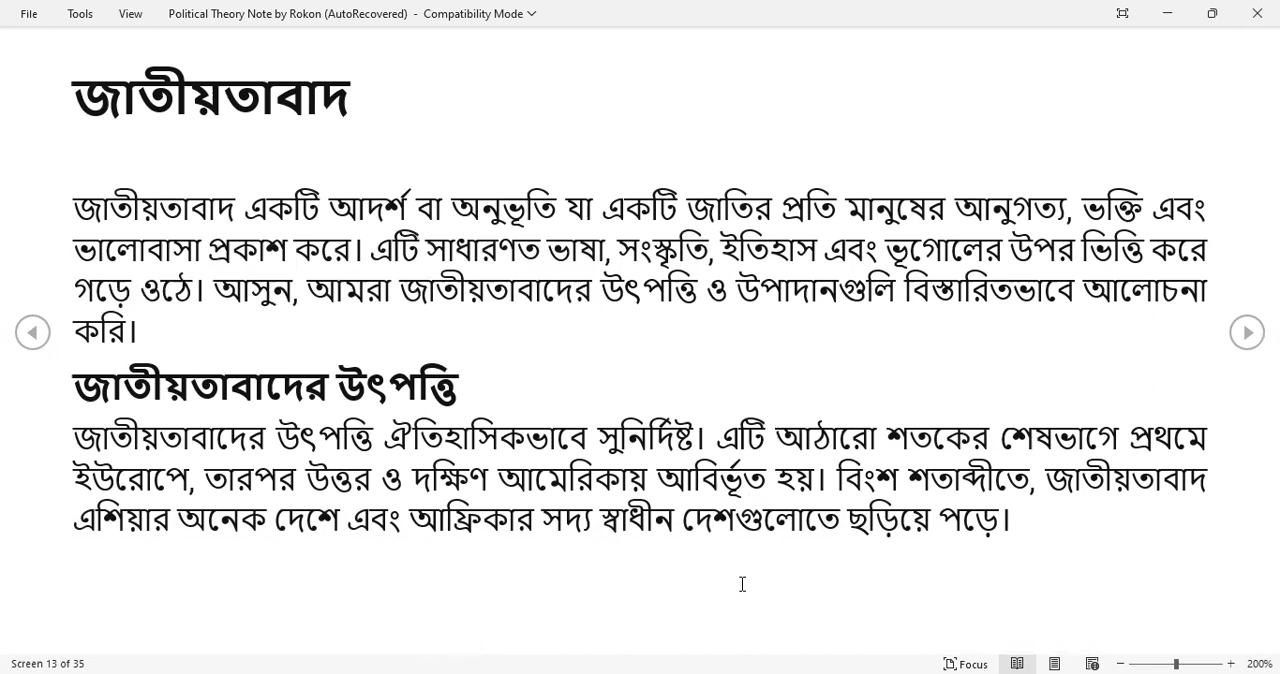 File Tools View Political Theory Note by Rokon (AutoRecovered) - Compatibility Mode
জাতীয়তাবাদ
জাতীয়তাবাদ একটি আদর্শ বা অনুভূতি যা একটি জাতির প্রতি মানুষের আনুগত্য, ভক্তি এবং
ভালোবাসা প্রকাশ করে। এটি সাধারণত ভাষা, সংস্কৃতি, ইতিহাস এবং ভূগোলের উপর ভিত্তি করে
গড়ে ওঠে। আসুন, আমরা জাতীয়তাবাদের উৎপত্তি ও উপাদানগুলি বিস্তারিতভাবে আলোচনা
করি।
জাতীয়তাবাদের উৎপত্তি
জাতীয়তাবাদের উৎপত্তি ঐতিহাসিকভাবে সুনির্দিষ্ট। এটি আঠারো শতকের শেষভাগে প্রথমে
ইউরোপে, তারপর উত্তর ও দক্ষিণ আমেরিকায় আবির্ভূত হয়। বিংশ শতাব্দীতে, জাতীয়তাবাদ
এশিয়ার অনেক দেশে এবং আফ্রিকার সদ্য স্বাধীন দেশগুলোতে ছড়িয়ে পড়ে।
Screen 13 of 35 Focus 200%